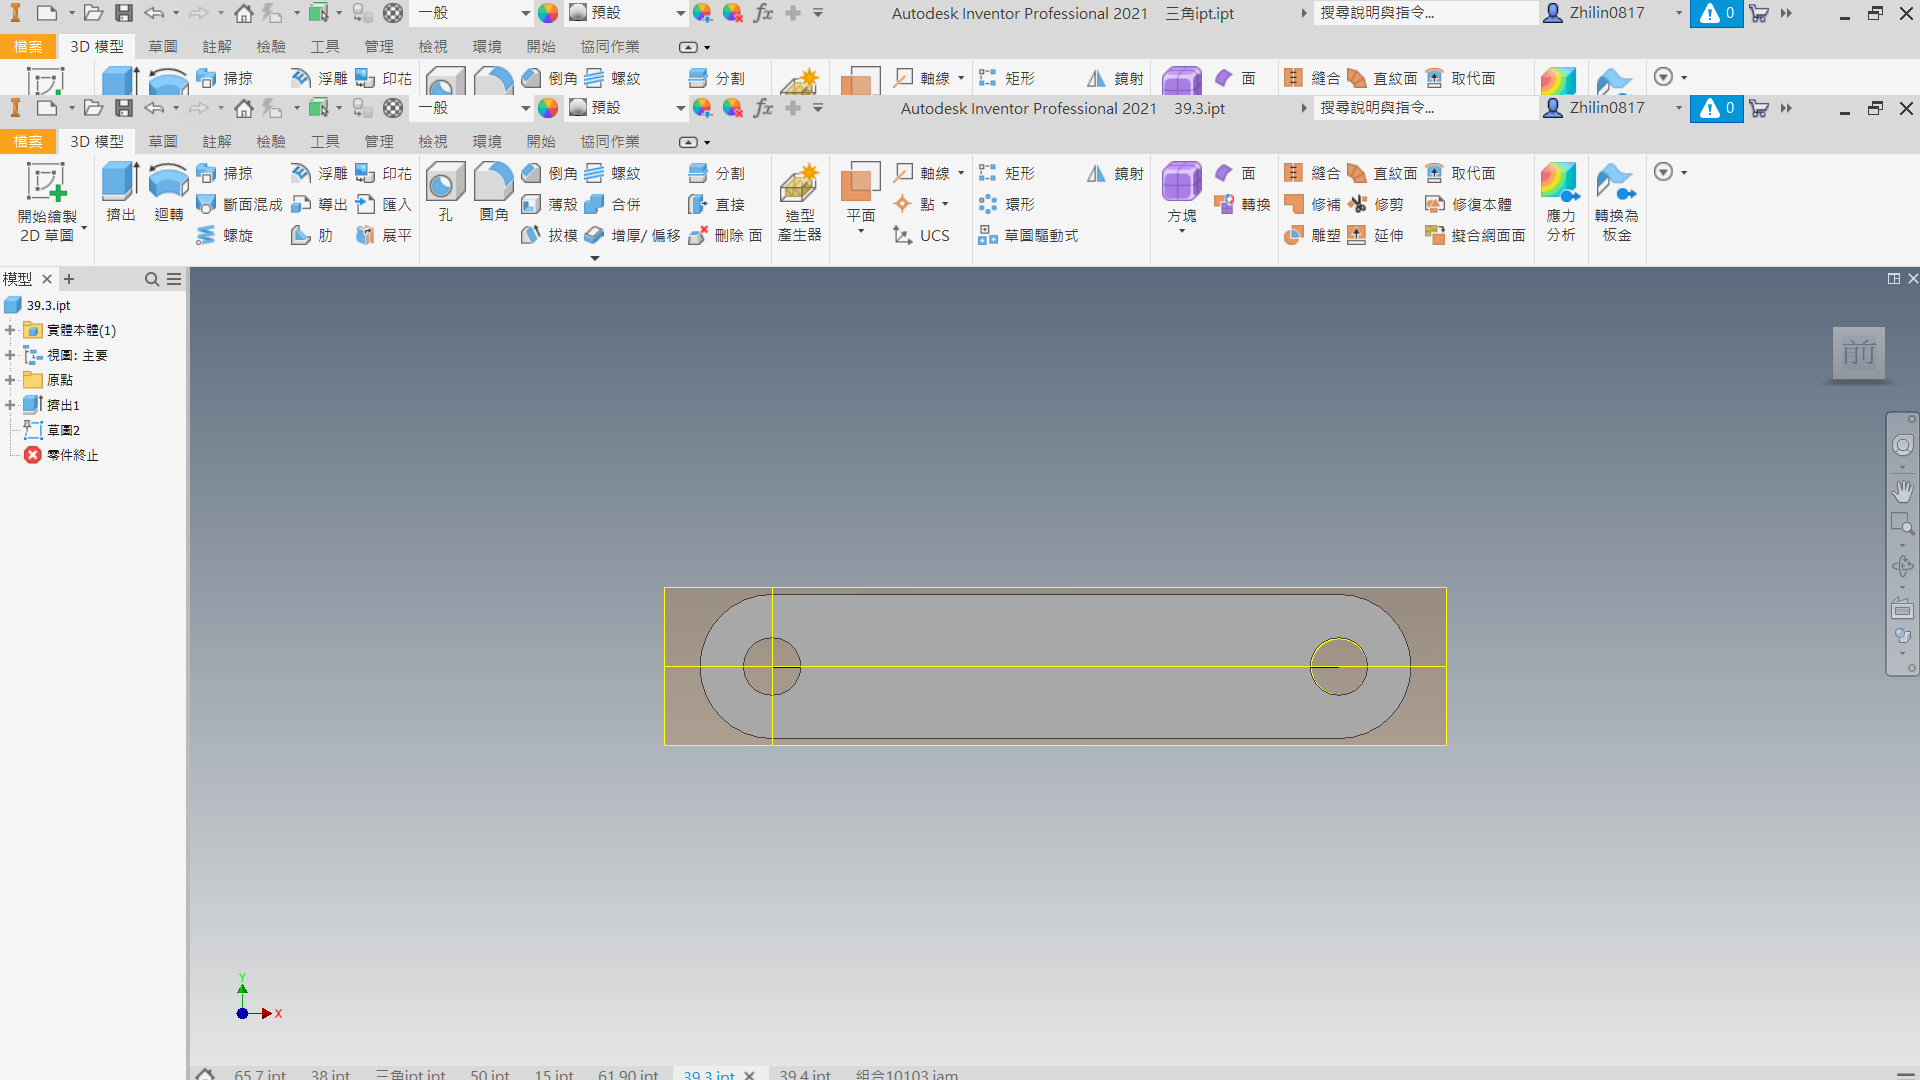 一般 預設 fx Autodesk Inventor Professional 2021 三角ipt.ipt 搜尋說明與指令... Zhilin0817 0
檔案 3D 模型 草圖 註解 檢驗 工具 管理 檢視 環境 開始 協同作業
掃掠 浮雕 印花 倒角 螺紋 分割 軸線 矩形 鏡射 面 縫合 直紋面 取代面
一般 預設 fx Autodesk Inventor Professional 2021 39.3.ipt 搜尋說明與指令... Zhilin0817 0
檔案 3D 模型 草圖 註解 檢驗 工具 管理 檢視 環境 開始 協同作業
掃掠 浮雕 印花 倒角 螺紋 分割 軸線 矩形 鏡射 面 縫合 直紋面 取代面
開始繪製 擠出 迴轉 斷面混成 導出 匯入 孔 圓角 薄殼 合併 直接 造型 平面 點 環形 方塊 轉換 修補 修剪 修復本體 應力 轉換為
2D 草圖 螺旋 肋 展平 拔模 增厚/ 偏移 刪除 面 產生器 UCS 草圖驅動式 雕塑 延伸 擬合網面面 分析 板金
模型
39.3.ipt
實體本體(1)
視圖: 主要
原點
擠出1
草圖2
零件終止
前
Y
X
65.7.ipt 38.ipt 三角ipt.ipt 50.ipt 15.ipt 61.90.ipt 39.3.ipt 39.4.ipt 組合10103.iam